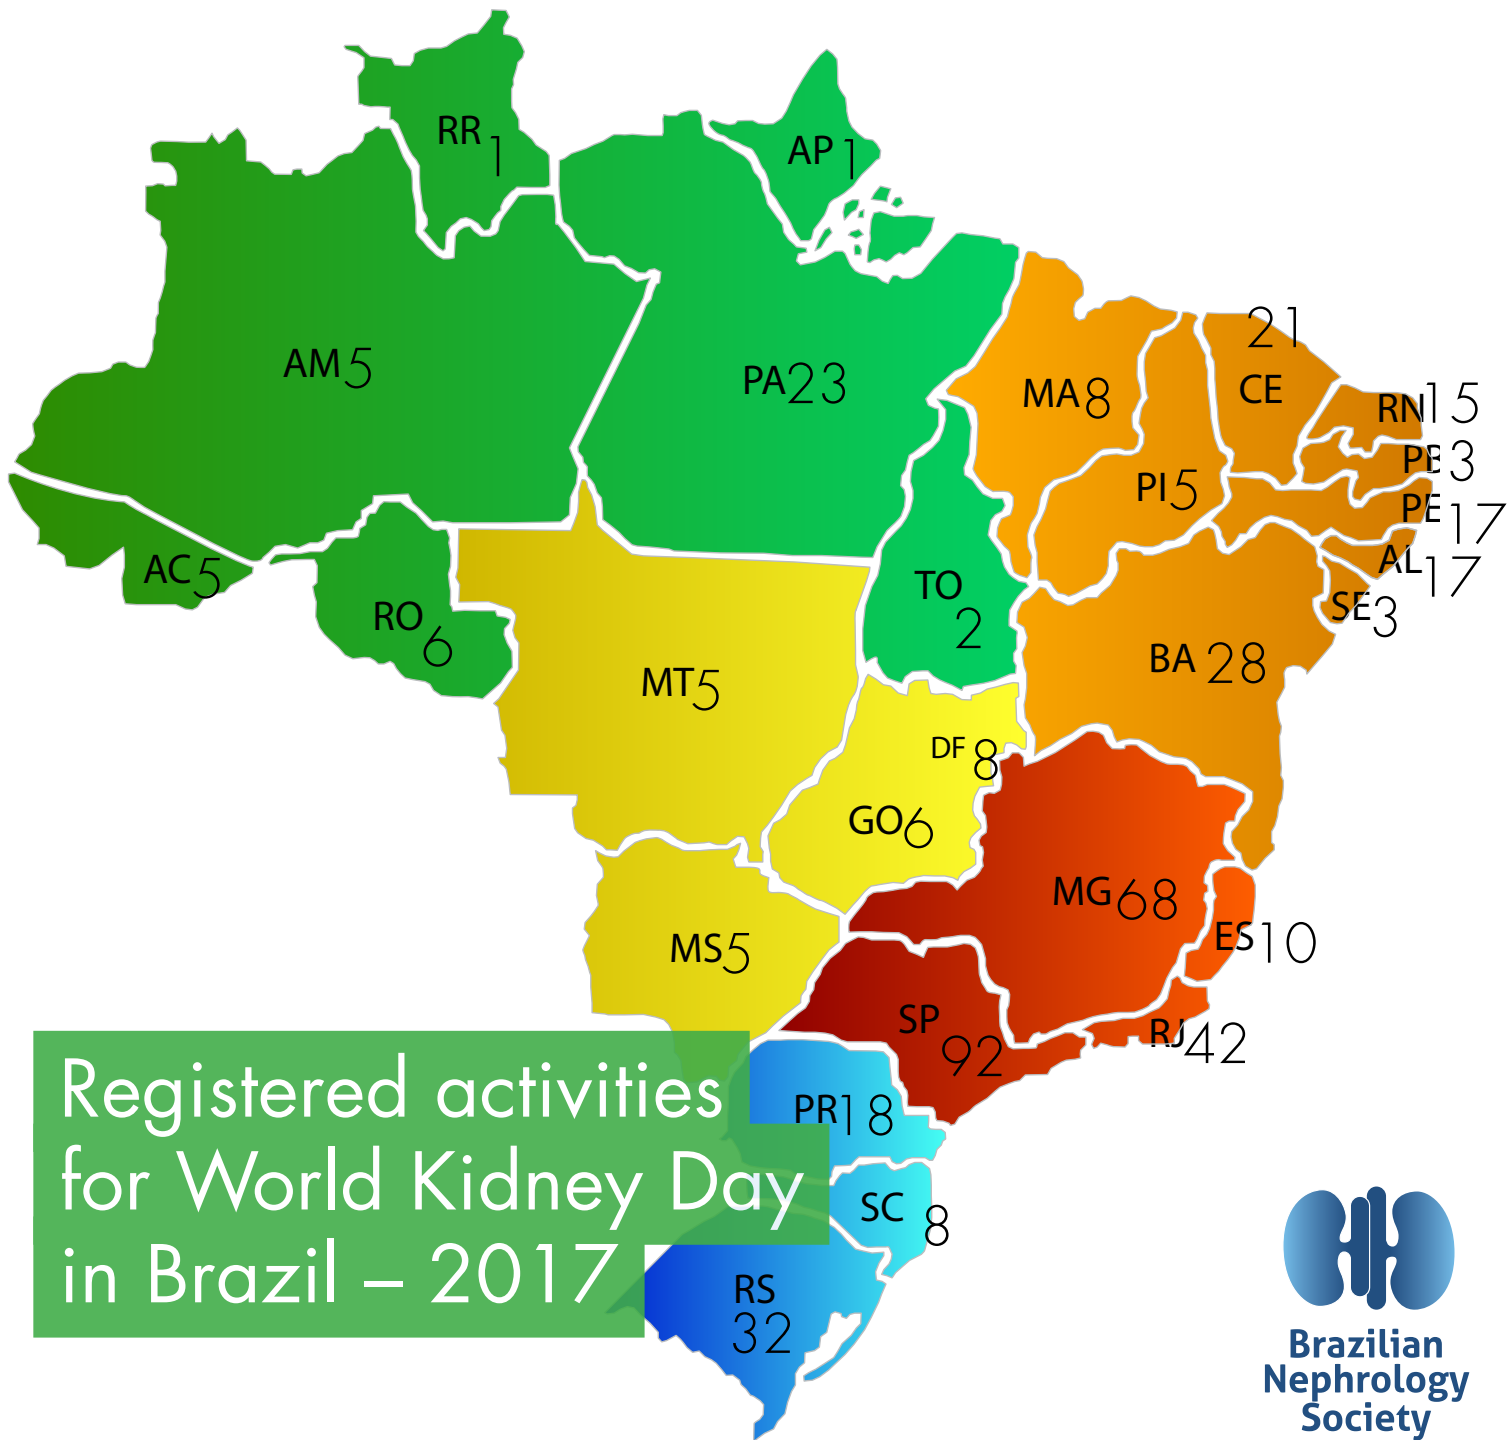 RR 1
AP 1
AM 5
PA 23
MA 8
21
CE
RN 15
PB 3
PI 5
PE 17
AL 17
AC 5
SE 3
RO 6
TO
2
BA 28
MT 5
DF 8
GO 6
MG 68
ES 10
MS 5
SP
92
RJ 42
PR 18
SC 8
RS
32
Registered activities
for World Kidney Day
in Brazil – 2017
Brazilian
Nephrology
Society